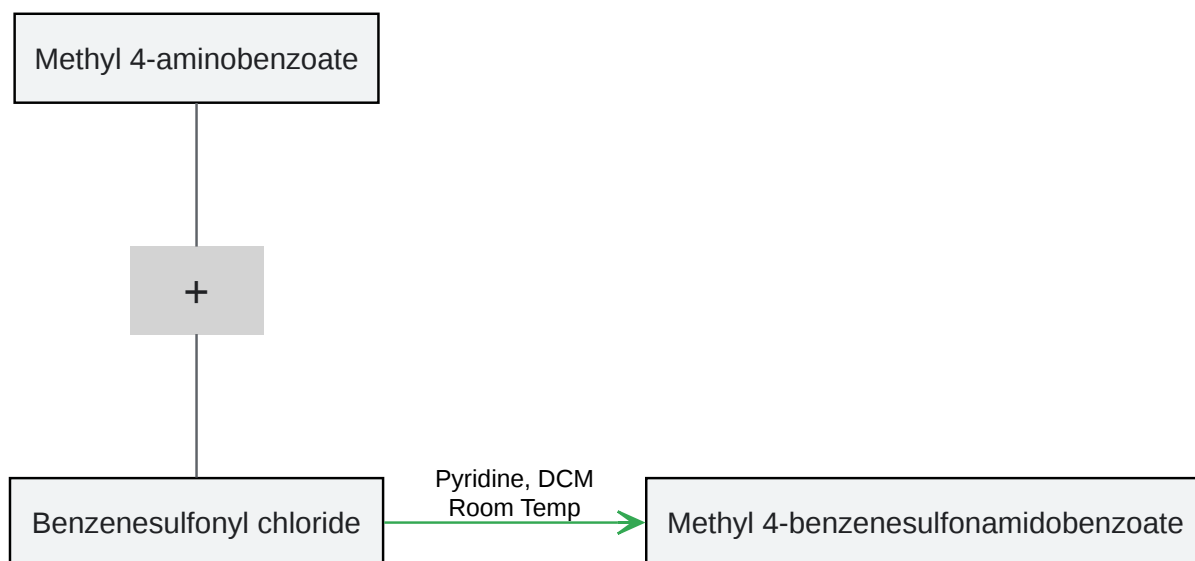 Methyl 4-aminobenzoate
+
Pyridine, DCM
Room Temp
Benzenesulfonyl chloride
Methyl 4-benzenesulfonamidobenzoate